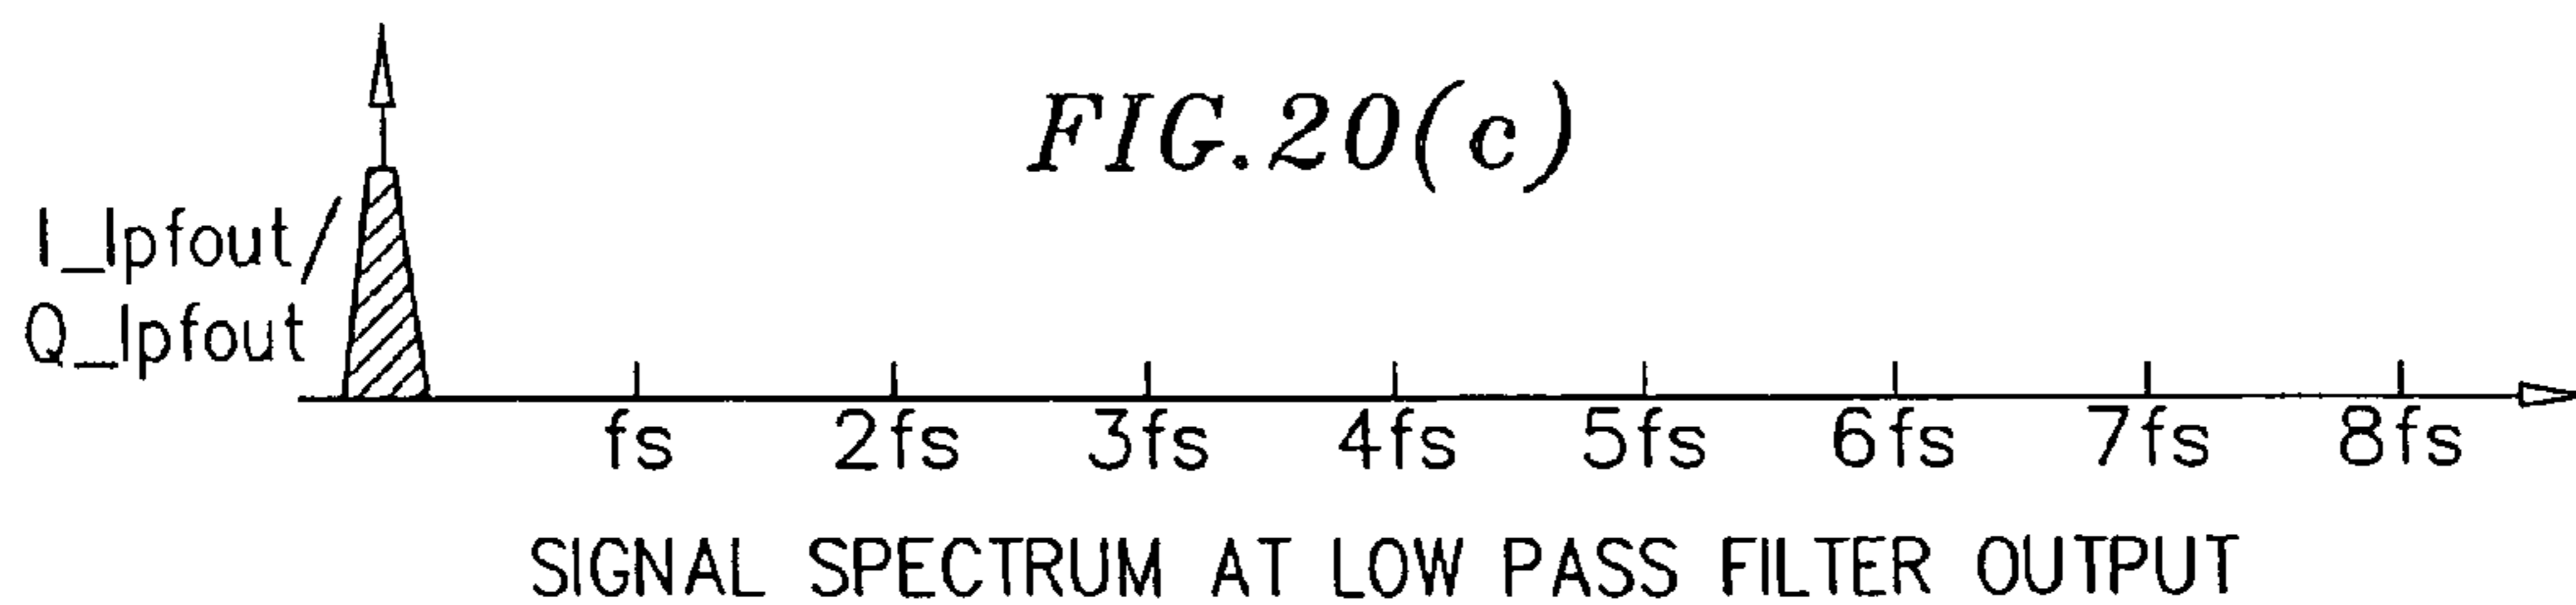 FIG.20(c)
I_lpfout/
Q_lpfout
fs 2fs 3fs 4fs 5fs 6fs 7fs 8fs
SIGNAL SPECTRUM AT LOW PASS FILTER OUTPUT